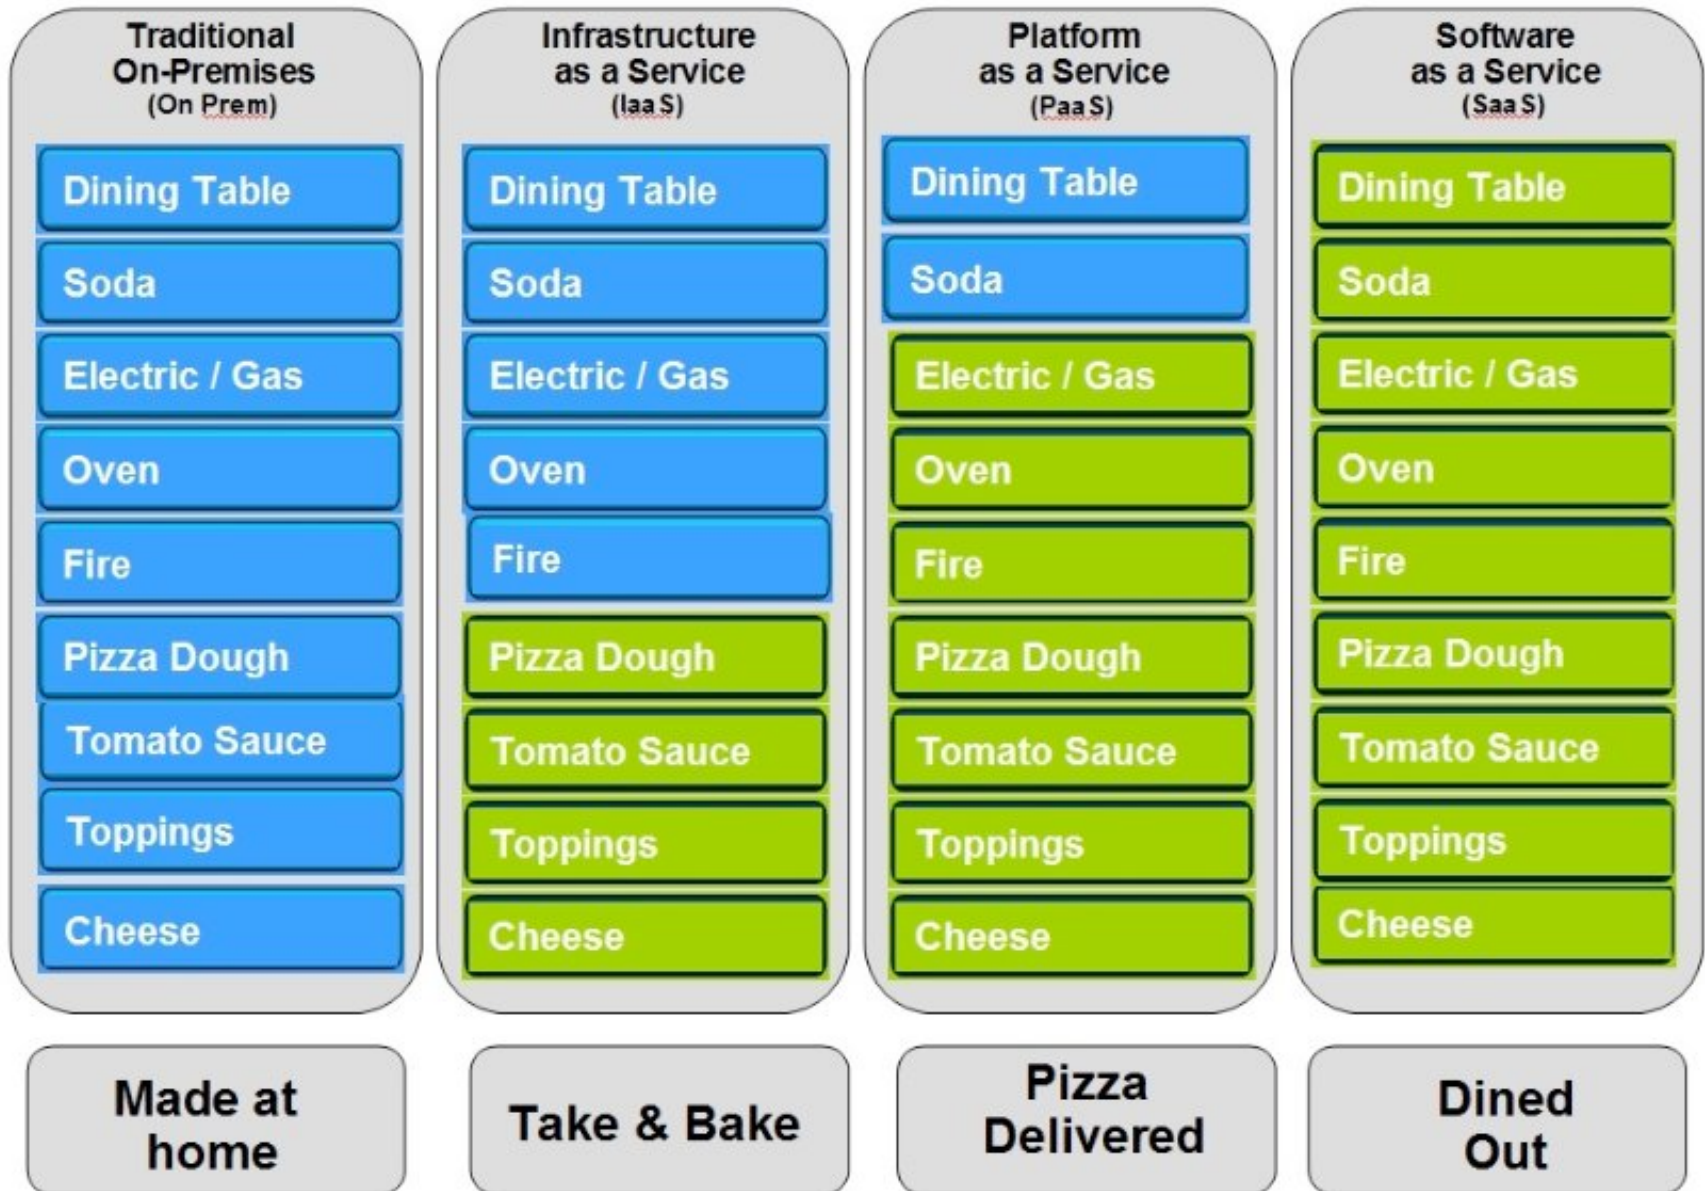 Traditional
On-Premises
(On Prem)
Dining Table
Soda
Electric / Gas
Oven
Fire
Pizza Dough
Tomato Sauce
Toppings
Cheese
Made at
home
Infrastructure
as a Service
(IaaS)
Dining Table
Soda
Electric / Gas
Oven
Fire
Pizza Dough
Tomato Sauce
Toppings
Cheese
Take & Bake
Platform
as a Service
(PaaS)
Dining Table
Soda
Electric / Gas
Oven
Fire
Pizza Dough
Tomato Sauce
Toppings
Cheese
Pizza
Delivered
Software
as a Service
(SaaS)
Dining Table
Soda
Electric / Gas
Oven
Fire
Pizza Dough
Tomato Sauce
Toppings
Cheese
Dined
Out